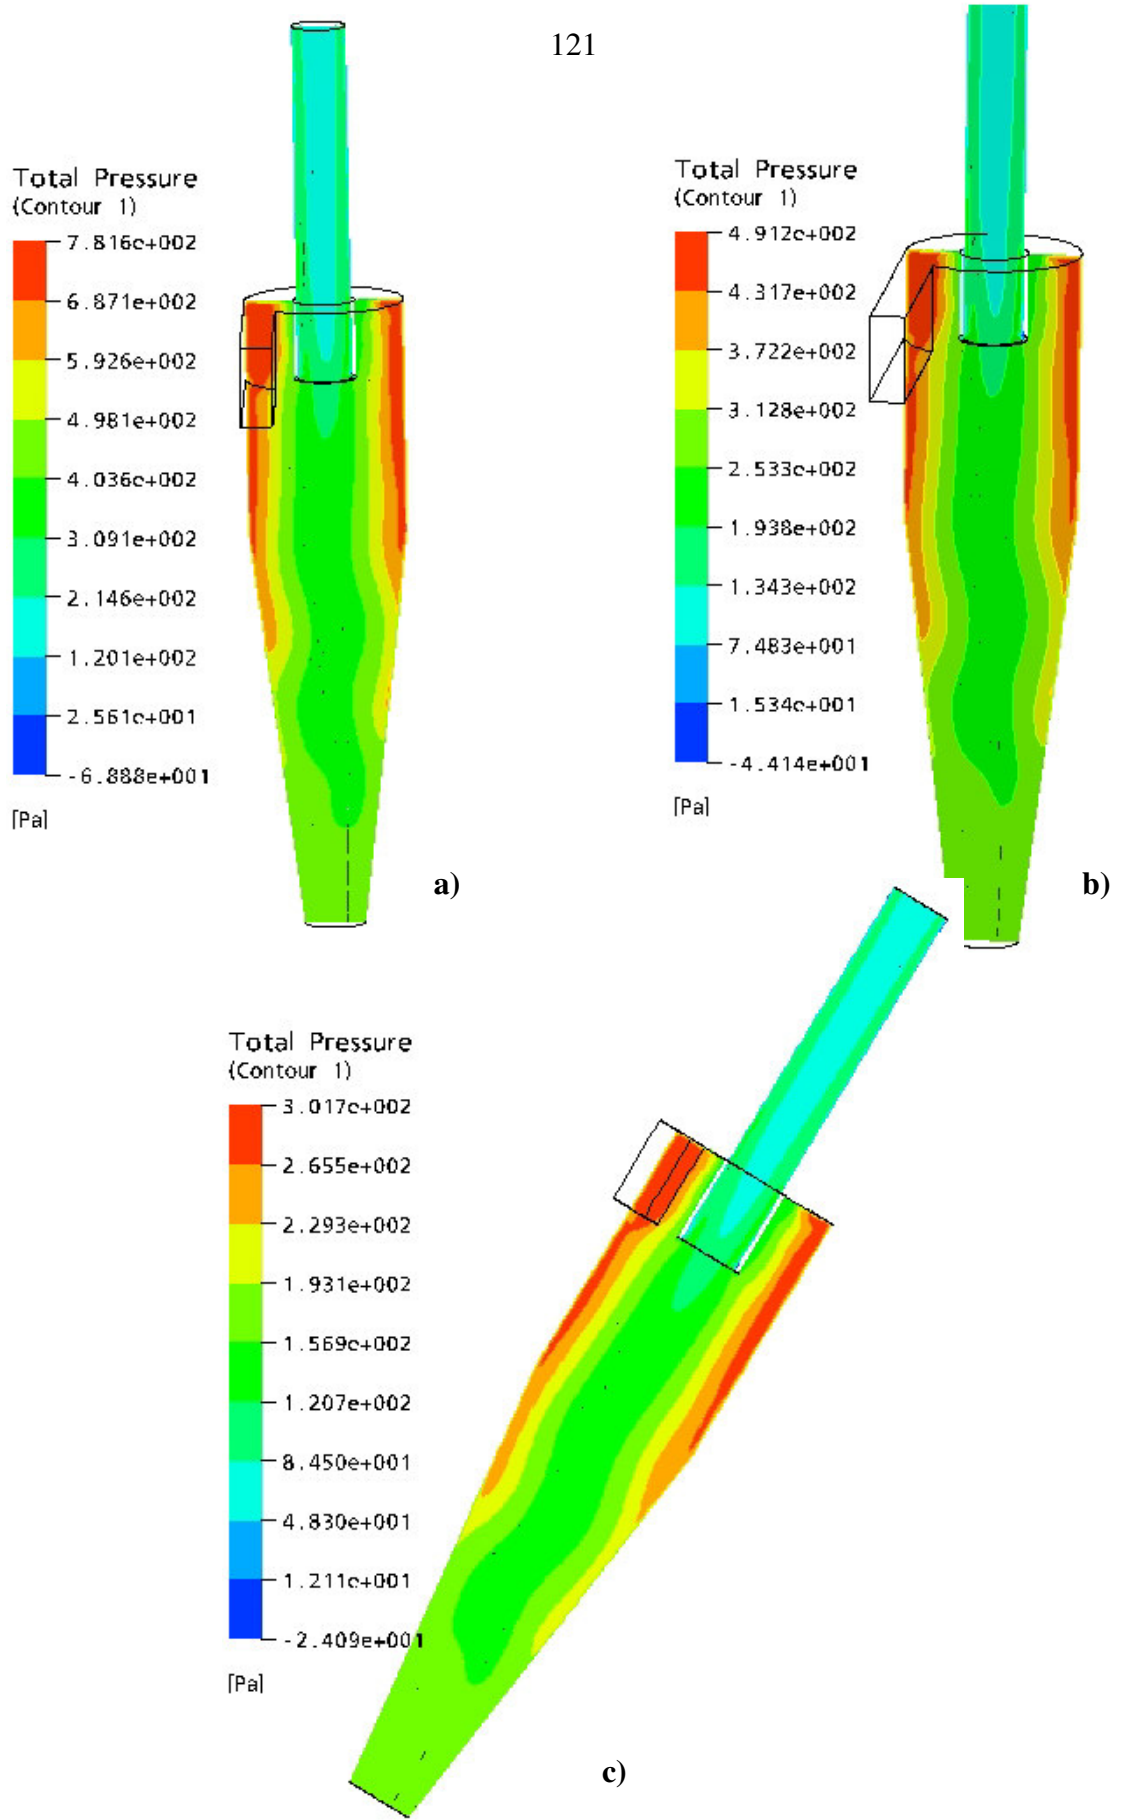 121
Total Pressure
(Contour 1)
7.816e+002
6.871e+002
5.926e+002
4.981e+002
4.036e+002
3.091e+002
2.146e+002
1.201e+002
2.561e+001
-6.888e+001
[Pa]
a)
Total Pressure
(Contour 1)
4.912e+002
4.317e+002
3.722e+002
3.128e+002
2.533e+002
1.938e+002
1.343e+002
7.483e+001
1.534e+001
-4.414e+001
[Pa]
b)
Total Pressure
(Contour 1)
3.017e+002
2.655e+002
2.293e+002
1.931e+002
1.569e+002
1.207e+002
8.450e+001
4.830e+001
1.211e+001
-2.409e+001
[Pa]
c)